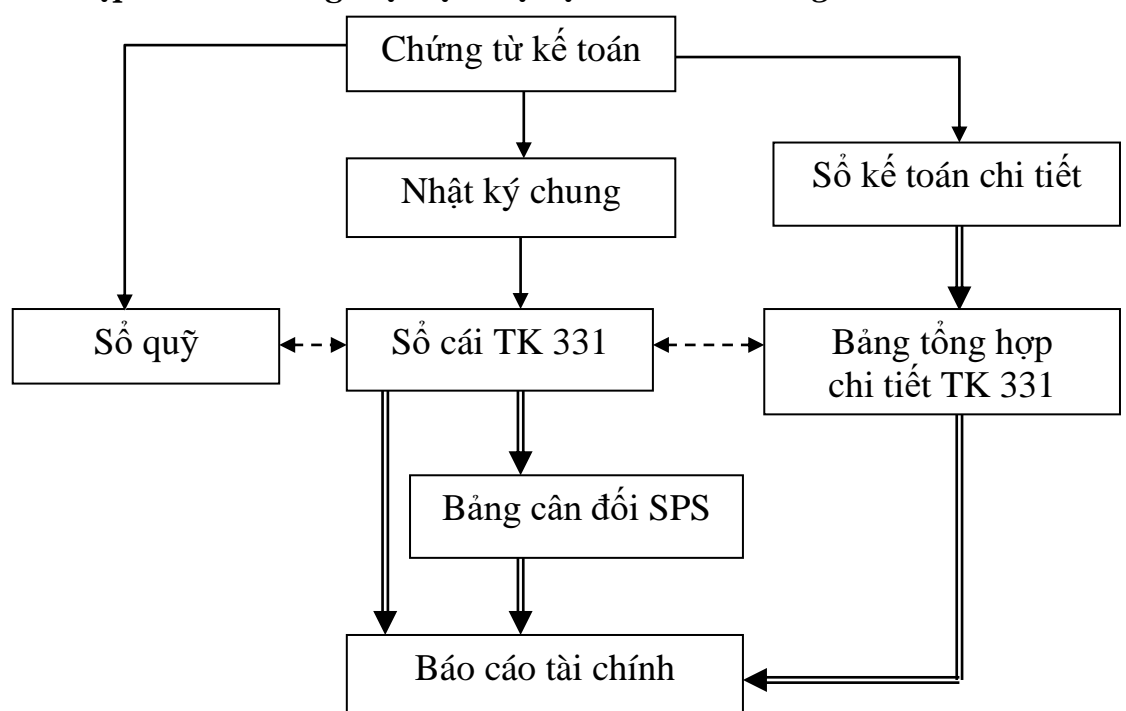 Chứng từ kế toán
Nhật ký chung
Sổ kế toán chi tiết
Sổ quỹ
Sổ cái TK 331
Bảng tổng hợp
chi tiết TK 331
Bảng cân đối SPS
Báo cáo tài chính